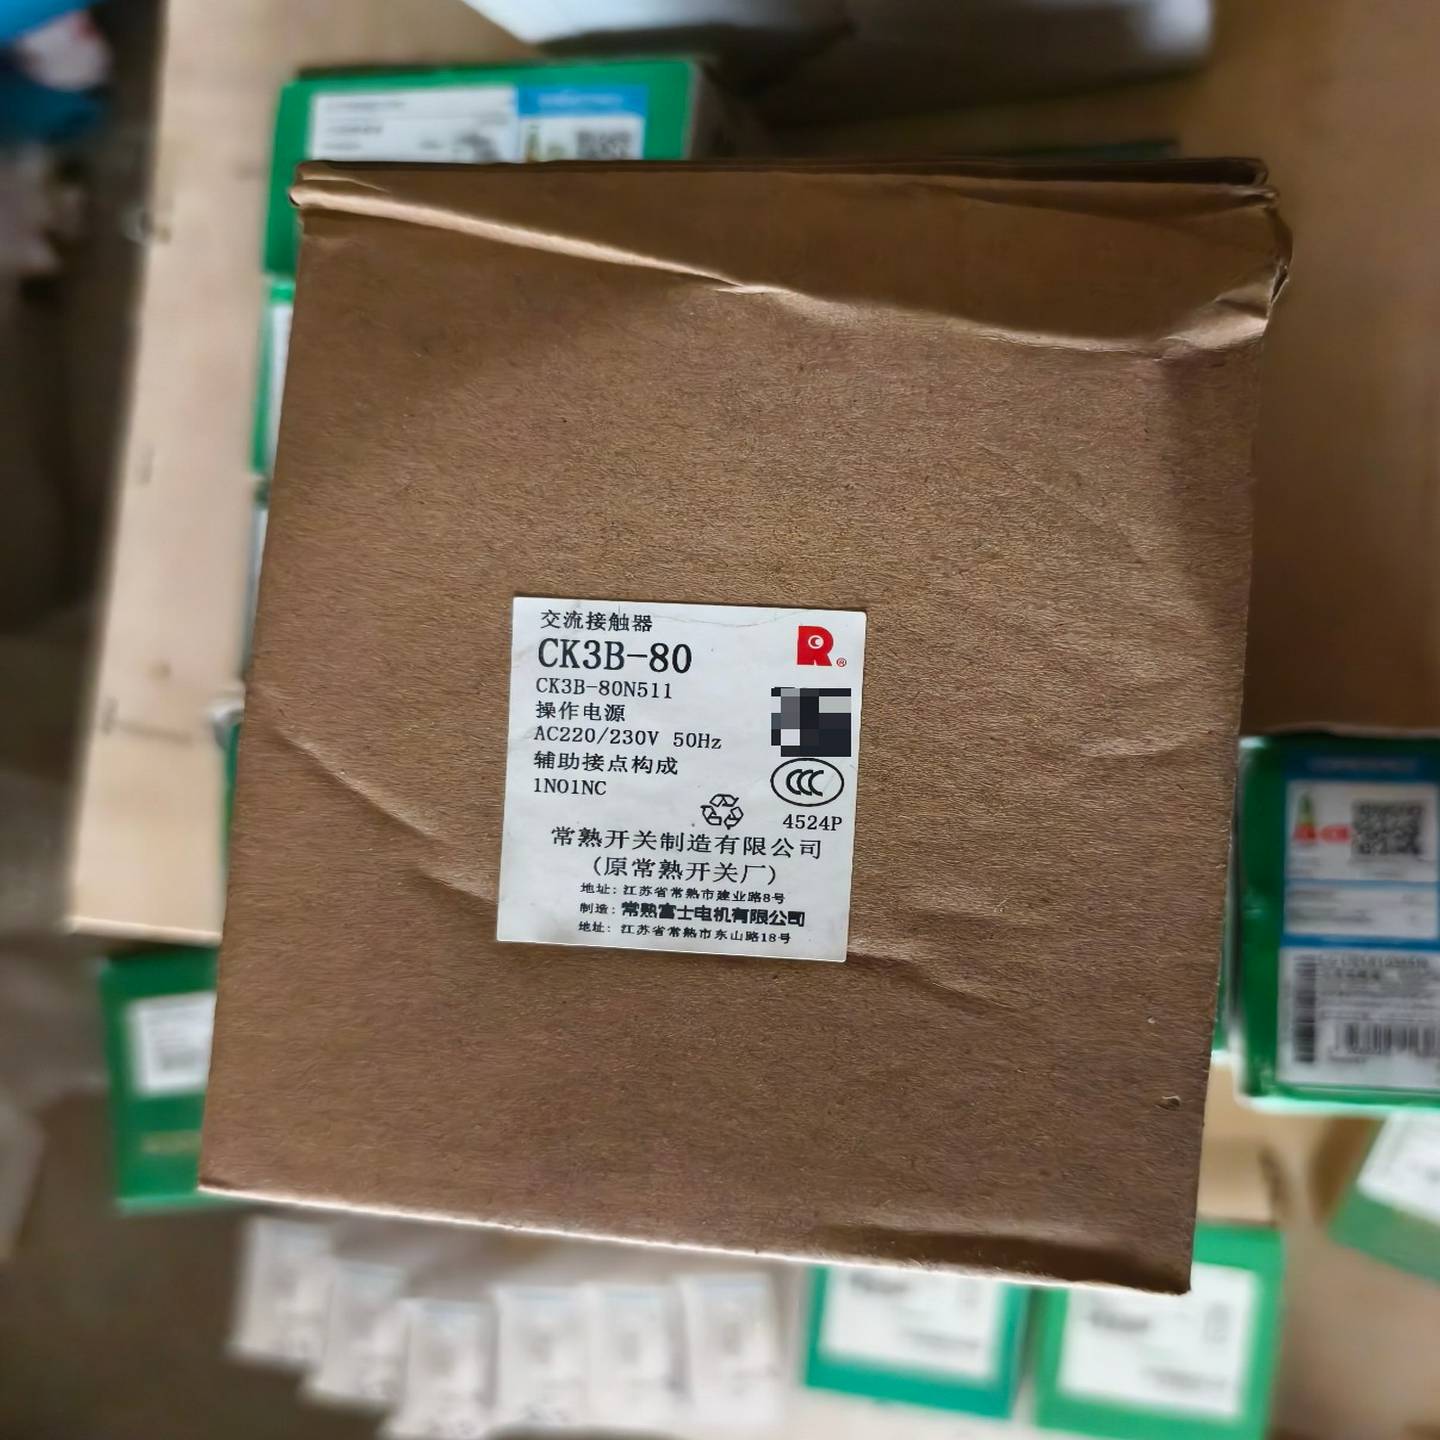 交流接触器
CK3B-80
R®
CK3B-80N511
操作电源
AC220/230V 50Hz
辅助接点构成
1NO1NC
CCC
4524P
常熟开关制造有限公司
(原常熟开关厂)
地址:江苏省常熟市建业路8号
制造:常熟富士电机有限公司
地址:江苏省常熟市东山路18号